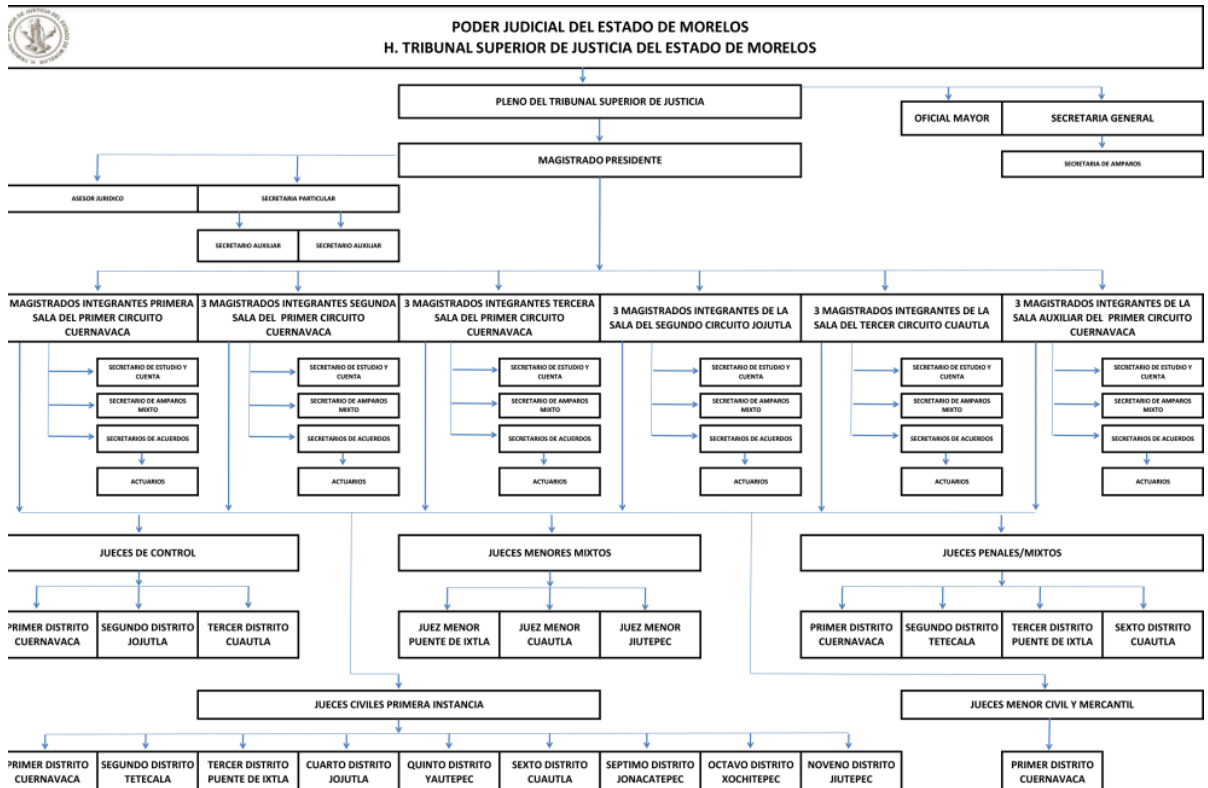 PODER JUDICIAL DEL ESTADO DE MORELOS
H. TRIBUNAL SUPERIOR DE JUSTICIA DEL ESTADO DE MORELOS
PLENO DEL TRIBUNAL SUPERIOR DE JUSTICIA
OFICIAL MAYOR
SECRETARIA GENERAL
MAGISTRADO PRESIDENTE
SECRETARIA DE AMPAROS
ASESOR JURIDICO
SECRETARIA PARTICULAR
SECRETARIO AUXILIAR
SECRETARIO AUXILIAR
MAGISTRADOS INTEGRANTES PRIMERA
SALA DEL PRIMER CIRCUITO
CUERNAVACA
3 MAGISTRADOS INTEGRANTES SEGUNDA
SALA DEL PRIMER CIRCUITO
CUERNAVACA
3 MAGISTRADOS INTEGRANTES TERCERA
SALA DEL PRIMER CIRCUITO
CUERNAVACA
3 MAGISTRADOS INTEGRANTES DE LA
SALA DEL SEGUNDO CIRCUITO JOJUTLA
3 MAGISTRADOS INTEGRANTES DE LA
SALA DEL TERCER CIRCUITO CUAUTLA
3 MAGISTRADOS INTEGRANTES DE LA
SALA AUXILIAR DEL PRIMER CIRCUITO
CUERNAVACA
SECRETARIO DE ESTUDIO Y
CUENTA
SECRETARIO DE AMPAROS
MIXTO
SECRETARIOS DE ACUERDOS
ACTUARIOS
SECRETARIO DE ESTUDIO Y
CUENTA
SECRETARIO DE AMPAROS
MIXTO
SECRETARIOS DE ACUERDOS
ACTUARIOS
SECRETARIO DE ESTUDIO Y
CUENTA
SECRETARIO DE AMPAROS
MIXTO
SECRETARIOS DE ACUERDOS
ACTUARIOS
SECRETARIO DE ESTUDIO Y
CUENTA
SECRETARIO DE AMPAROS
MIXTO
SECRETARIOS DE ACUERDOS
ACTUARIOS
SECRETARIO DE ESTUDIO Y
CUENTA
SECRETARIO DE AMPAROS
MIXTO
SECRETARIOS DE ACUERDOS
ACTUARIOS
SECRETARIO DE ESTUDIO Y
CUENTA
SECRETARIO DE AMPAROS
MIXTO
SECRETARIOS DE ACUERDOS
ACTUARIOS
JUECES DE CONTROL
JUECES MENORES MIXTOS
JUECES PENALES/MIXTOS
PRIMER DISTRITO
CUERNAVACA
SEGUNDO DISTRITO
JOJUTLA
TERCER DISTRITO
CUAUTLA
JUEZ MENOR
PUENTE DE IXTLA
JUEZ MENOR
CUAUTLA
JUEZ MENOR
JIUTEPEC
PRIMER DISTRITO
CUERNAVACA
SEGUNDO DISTRITO
TETECALA
TERCER DISTRITO
PUENTE DE IXTLA
SEXTO DISTRITO
CUAUTLA
JUECES CIVILES PRIMERA INSTANCIA
JUECES MENOR CIVIL Y MERCANTIL
PRIMER DISTRITO
CUERNAVACA
SEGUNDO DISTRITO
TETECALA
TERCER DISTRITO
PUENTE DE IXTLA
CUARTO DISTRITO
JOJUTLA
QUINTO DISTRITO
YAUTEPEC
SEXTO DISTRITO
CUAUTLA
SEPTIMO DISTRITO
JONACATEPEC
OCTAVO DISTRITO
XOCHITEPEC
NOVENO DISTRITO
JIUTEPEC
PRIMER DISTRITO
CUERNAVACA